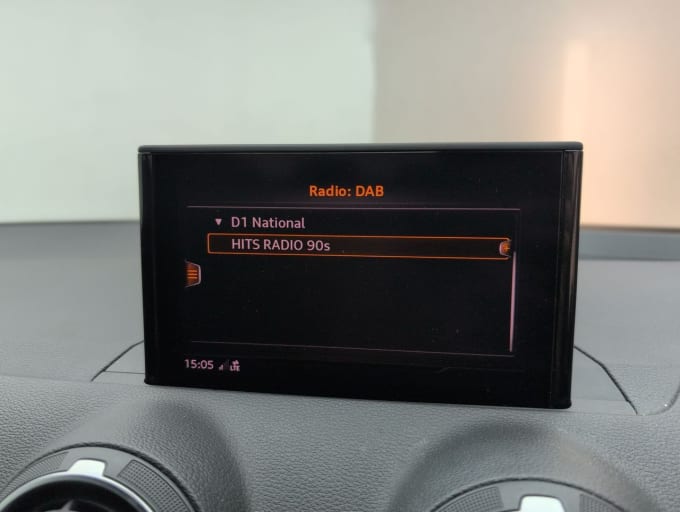 Radio: DAB
D1 National
HITS RADIO 90s
15:05 LTE